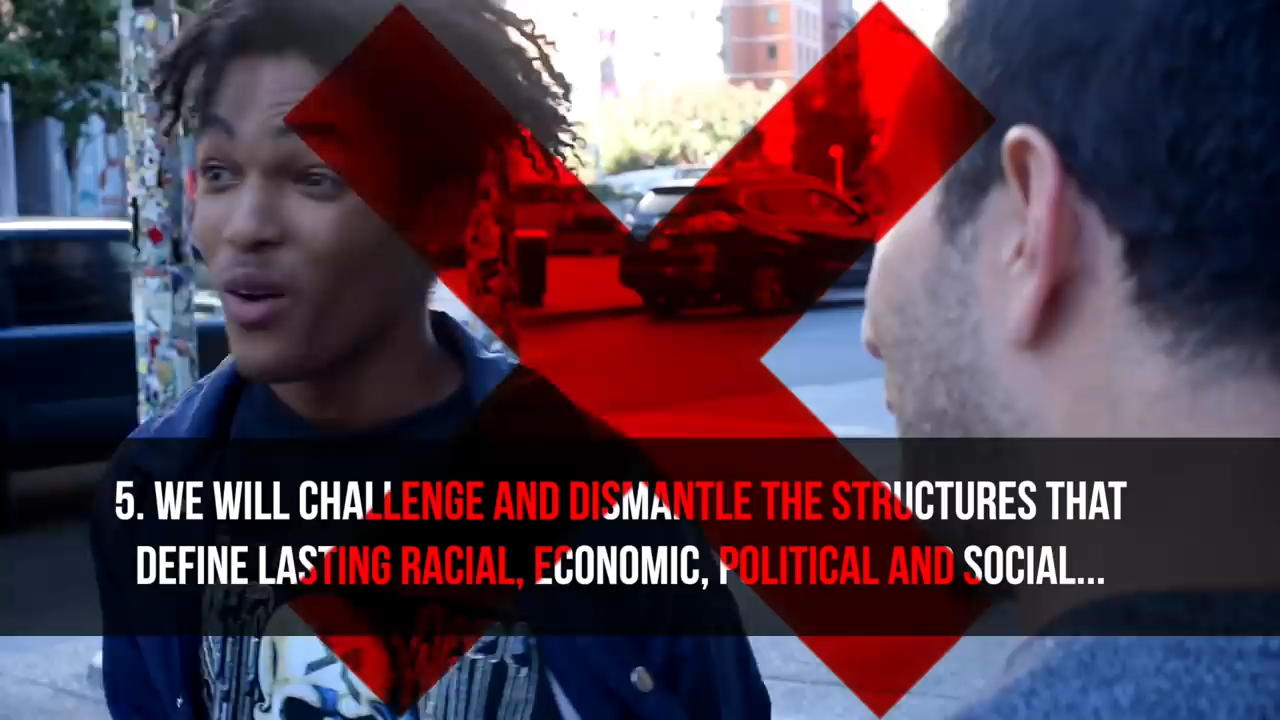 5. WE WILL CHALLENGE AND DISMANTLE THE STRUCTURES THAT
DEFINE LASTING RACIAL, ECONOMIC, POLITICAL AND SOCIAL...